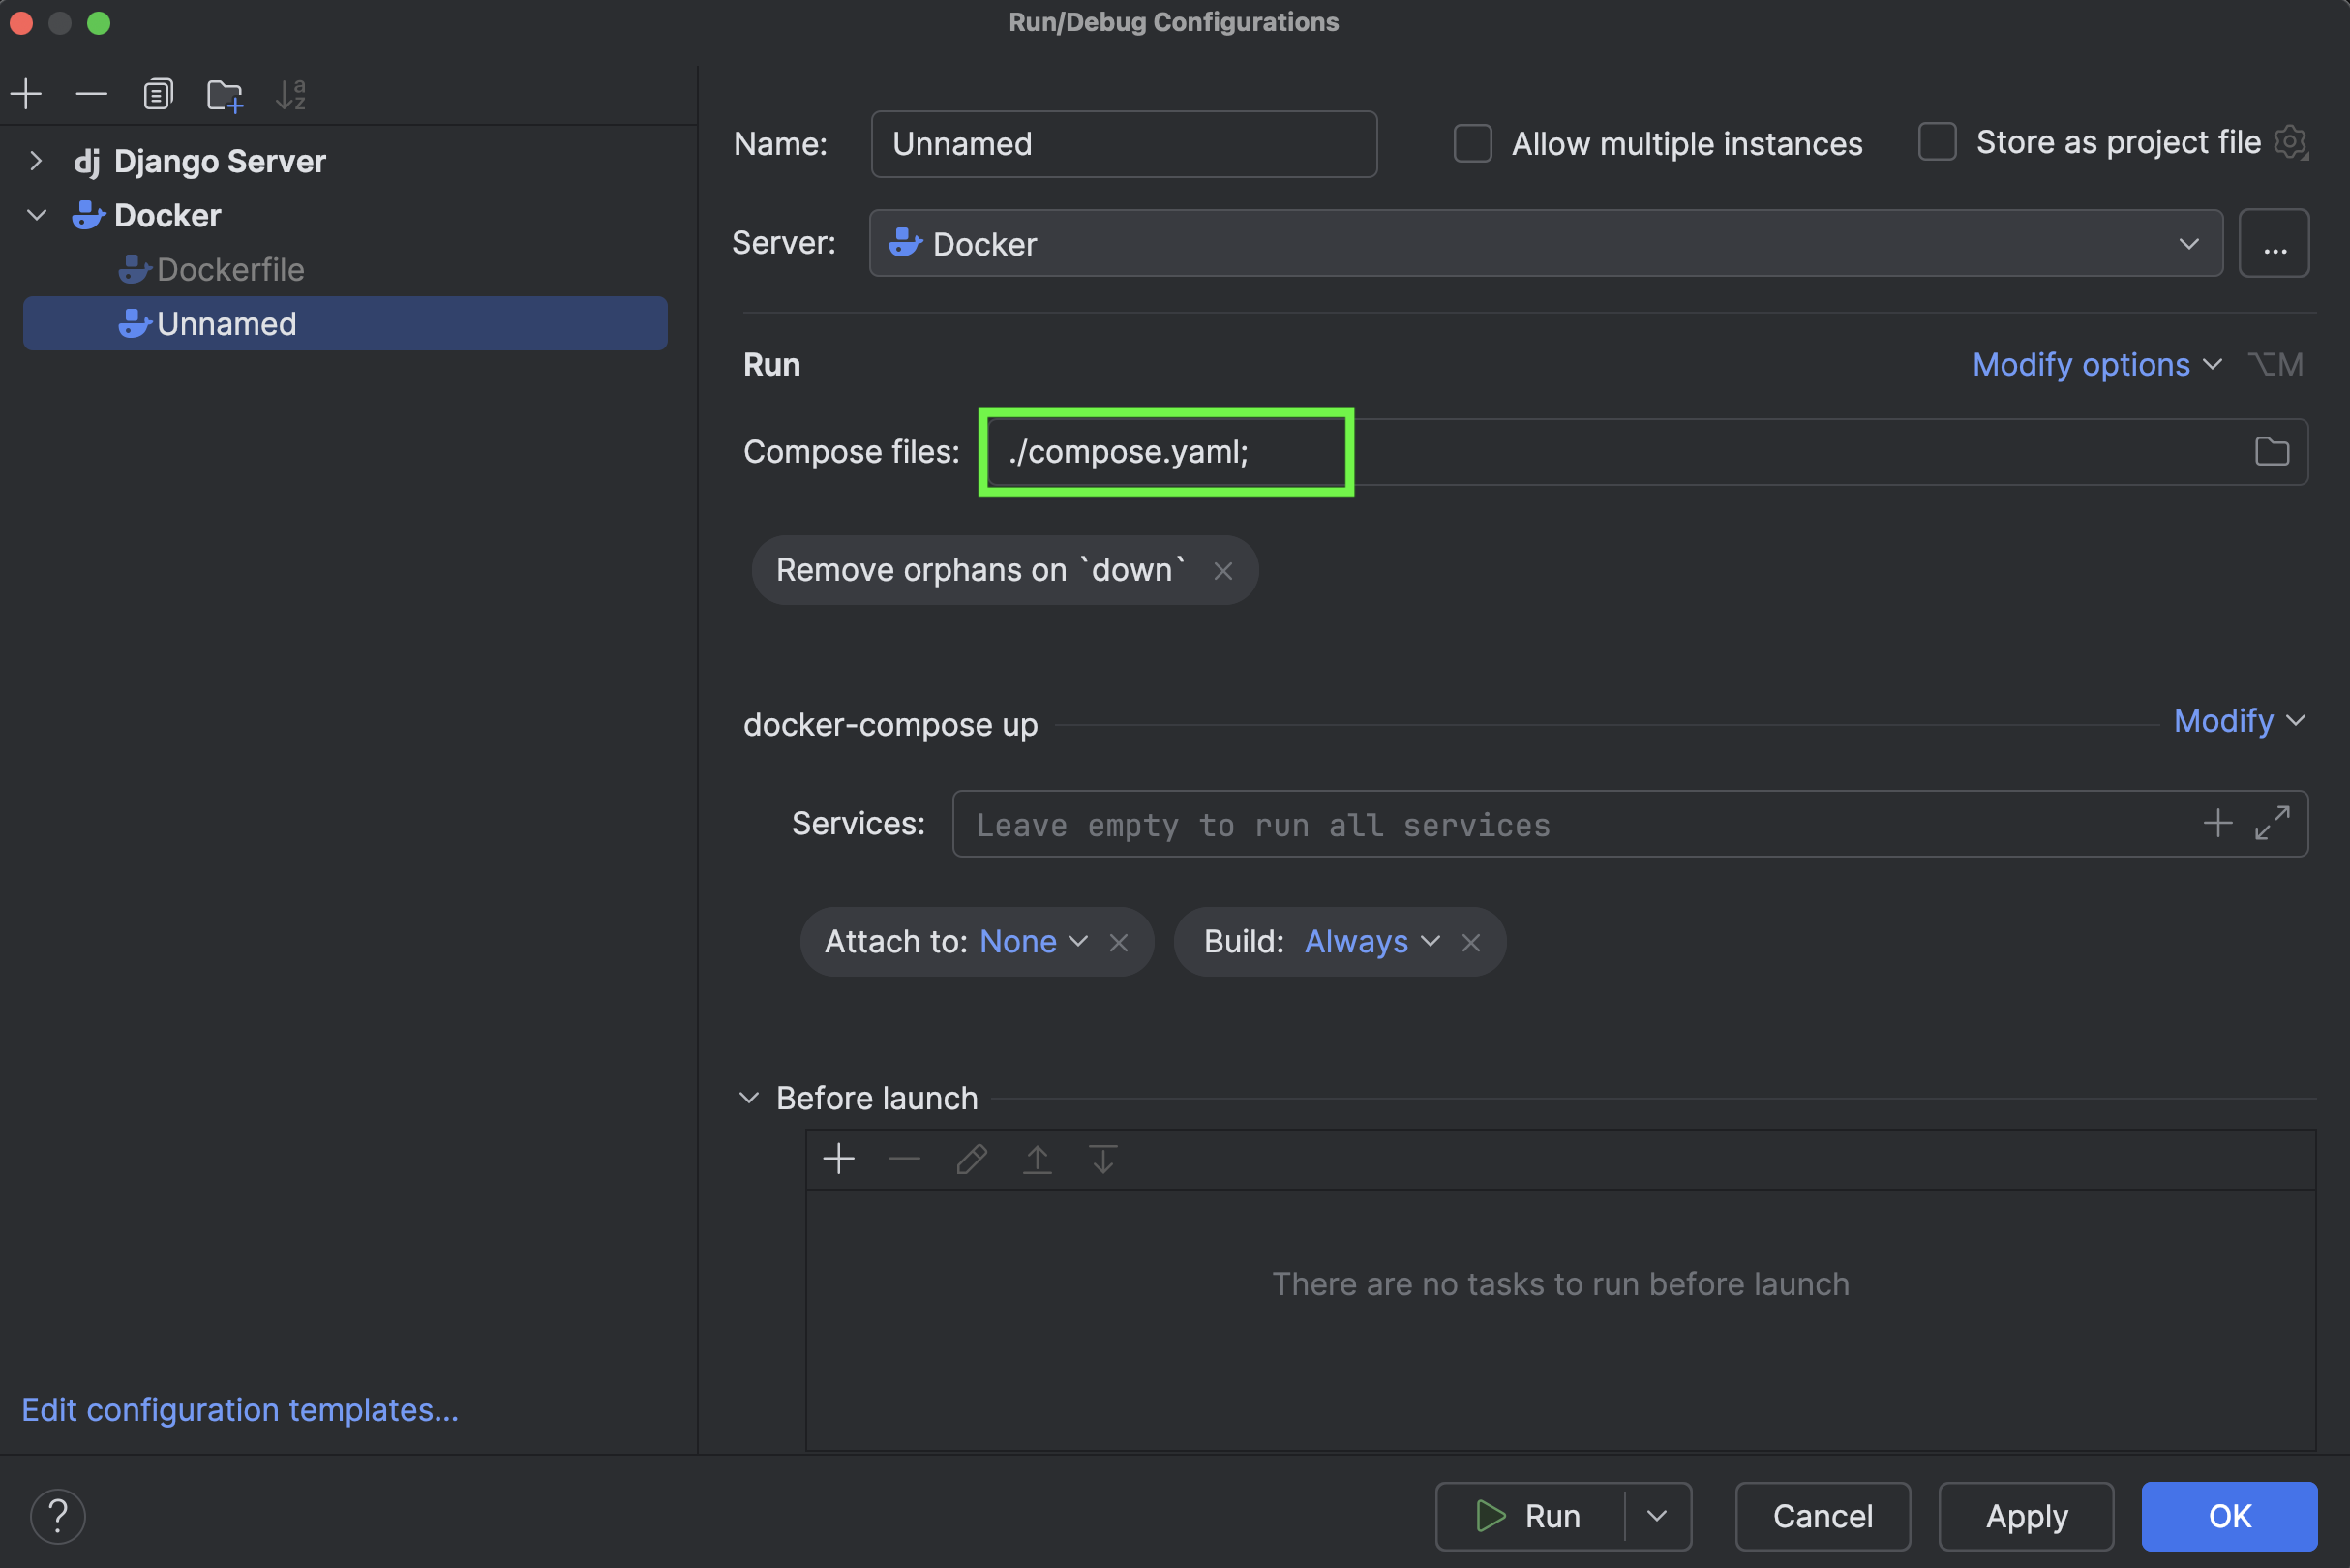 Run/Debug Configurations
dj Django Server
Docker
Dockerfile
Unnamed
Edit configuration templates...
Name: Unnamed
Allow multiple instances
Store as project file
Server: Docker
...
Run
Modify options ⌥M
Compose files: ./compose.yaml;
Remove orphans on `down`
docker-compose up
Modify
Services: Leave empty to run all services
Attach to: None
Build: Always
Before launch
There are no tasks to run before launch
?
Run
Cancel
Apply
OK